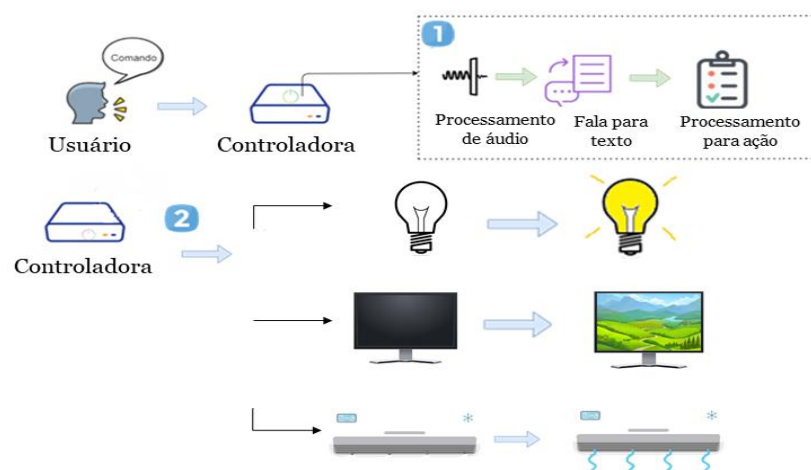 1
Comando
Usuário
Controladora
Processamento
de áudio
Fala para
texto
Processamento
para ação
2
Controladora